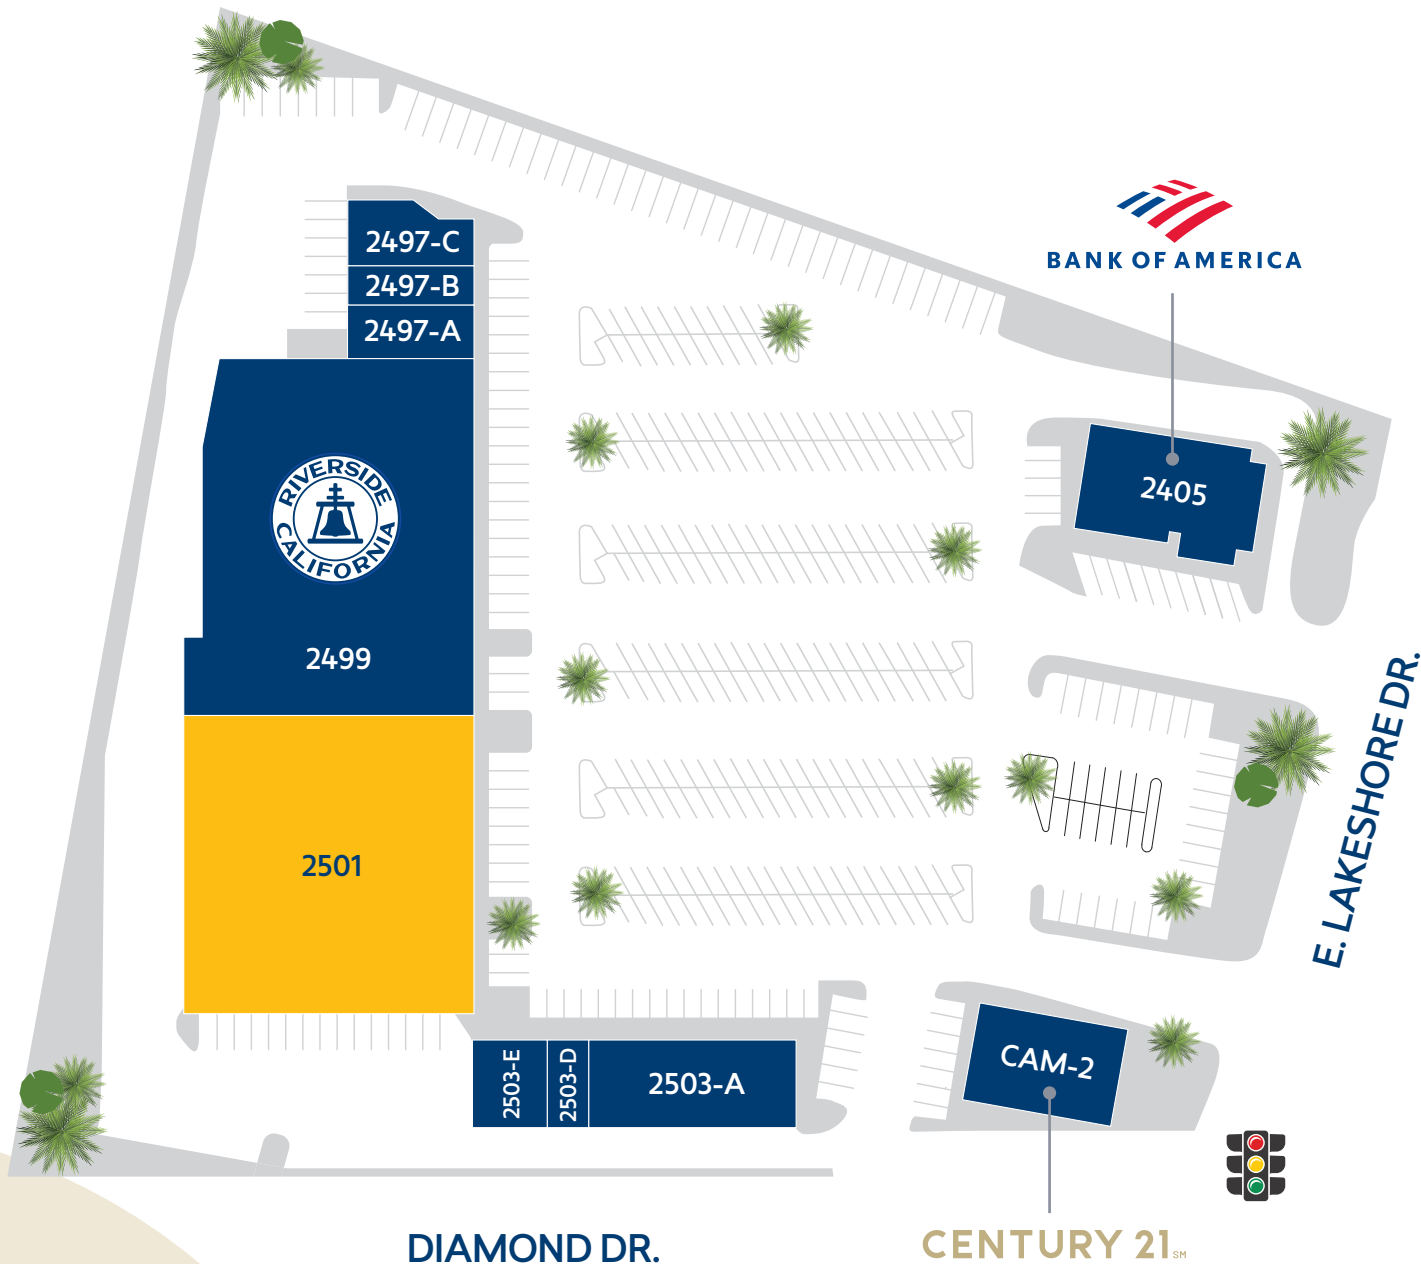 BANK OF AMERICA
2497-C
2497-B
2497-A
RIVERSIDE
CALIFORNIA
2405
2499
2501
E. LAKESHORE DR.
CAM-2
2503-E
2503-D
2503-A
DIAMOND DR.
CENTURY 21 SM